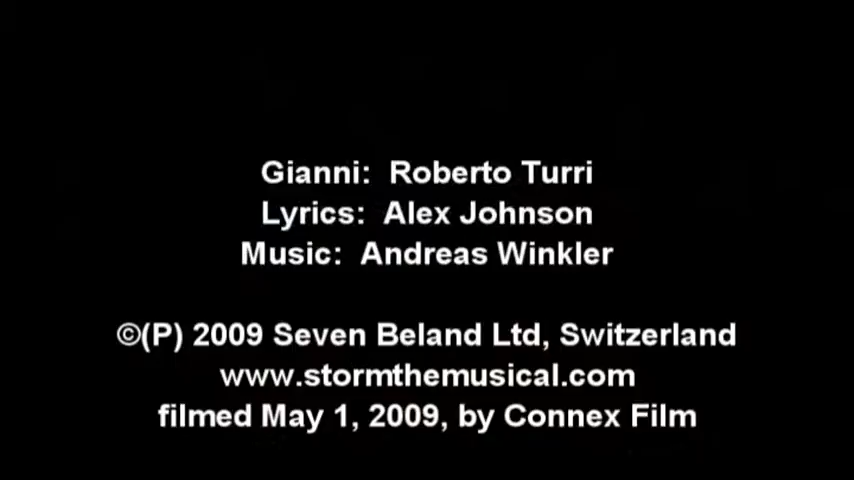 Gianni: Roberto Turri
Lyrics: Alex Johnson
Music: Andreas Winkler
©(P) 2009 Seven Beland Ltd, Switzerland
www.stormthemusical.com
filmed May 1, 2009, by Connex Film